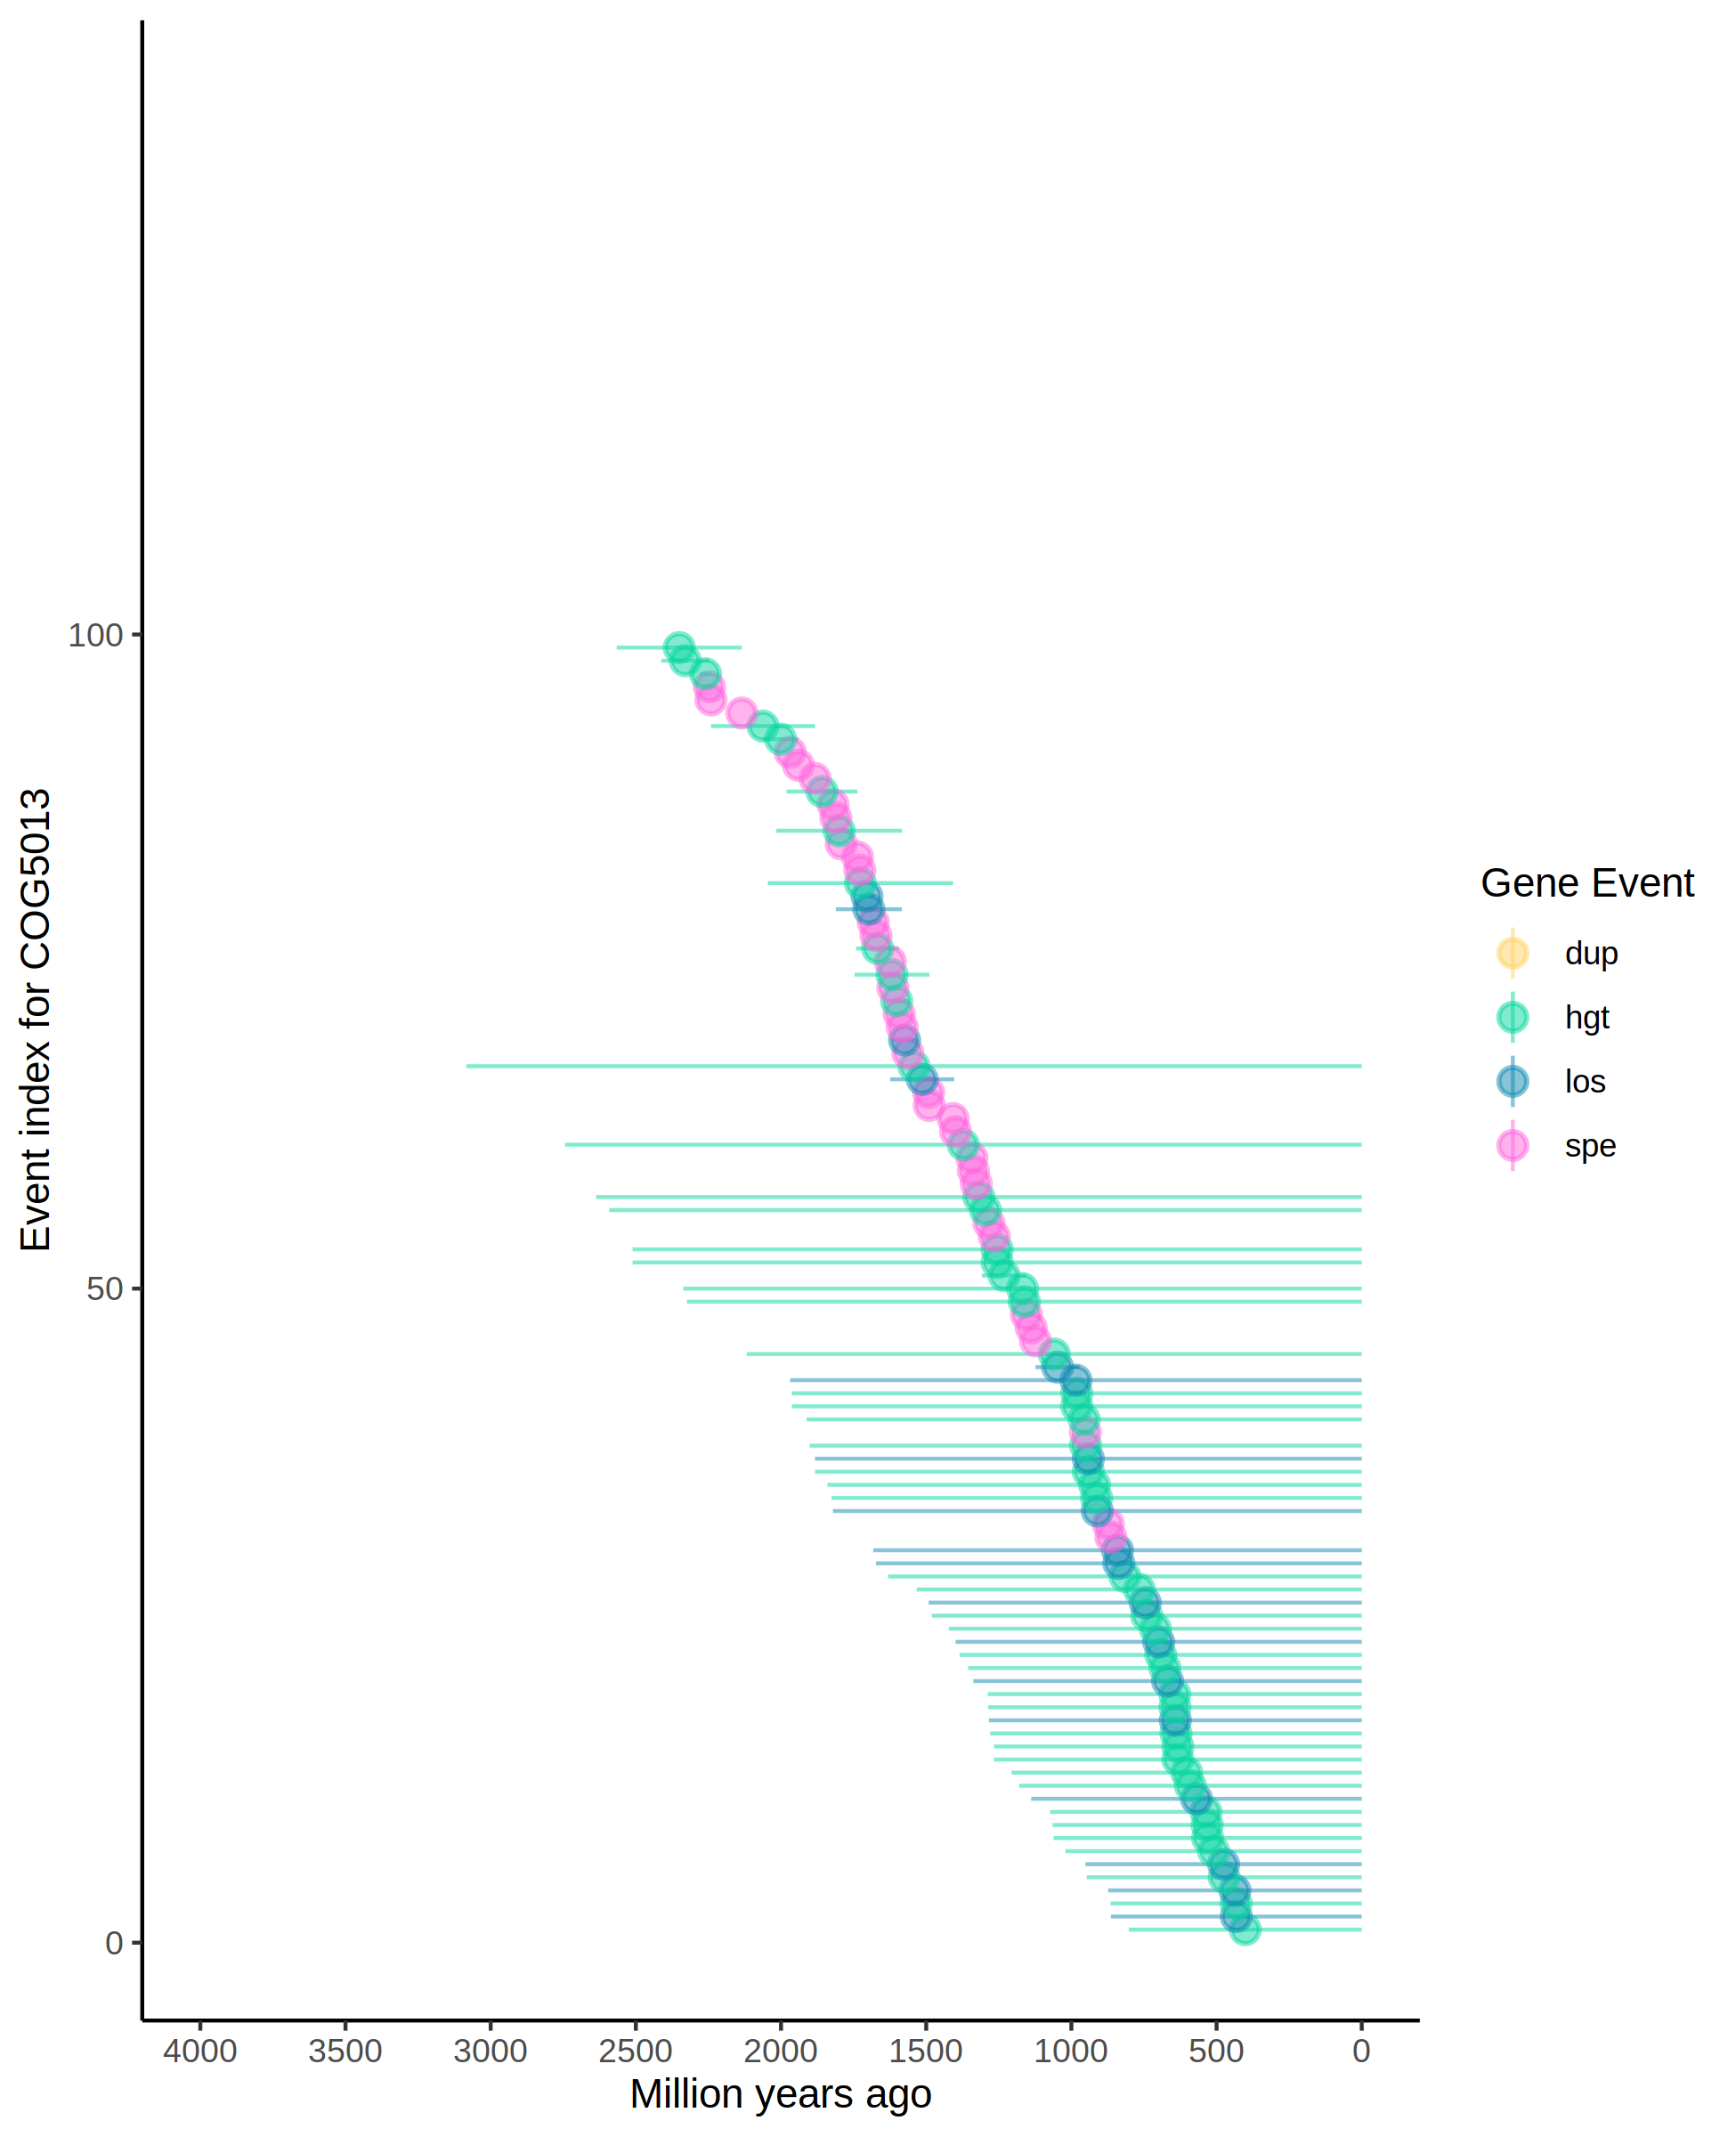 Event index for COG5013
100
50
0
4000 3500 3000 2500 2000 1500 1000 500 0
Million years ago
Gene Event
dup
hgt
los
spe